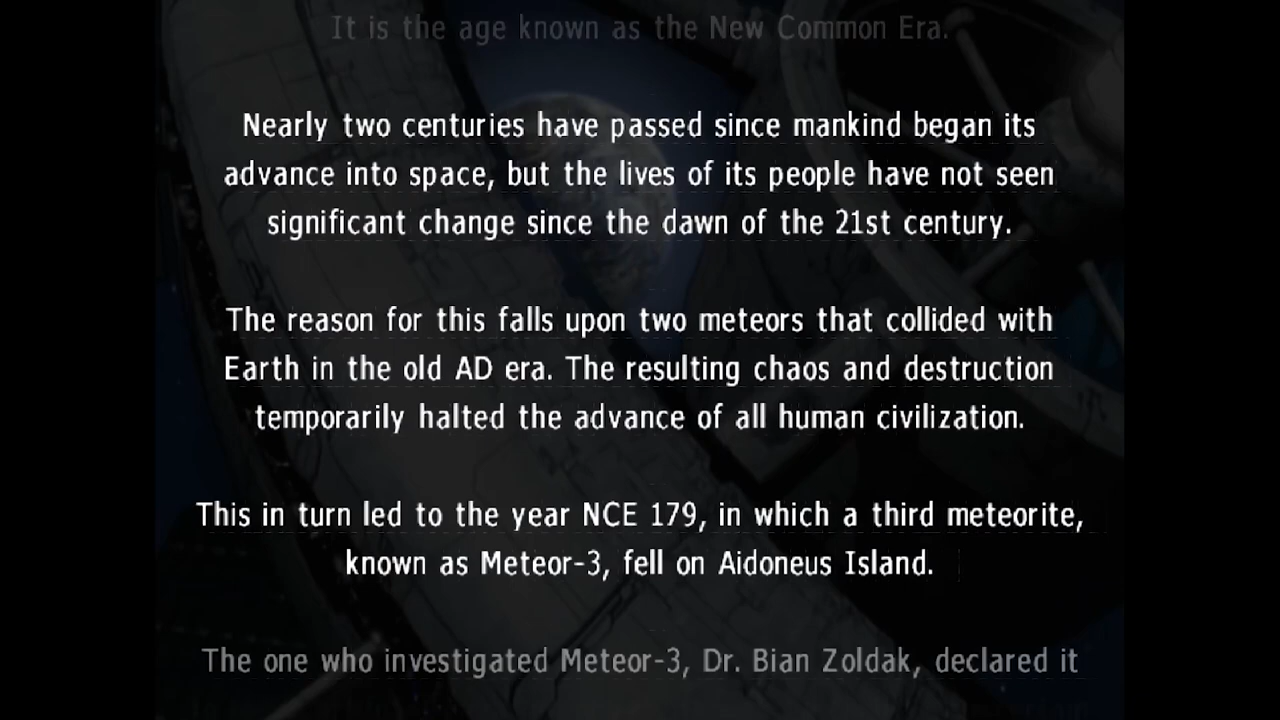 It is the age known as the New Common Era.
Nearly two centuries have passed since mankind began its
advance into space, but the lives of its people have not seen
significant change since the dawn of the 21st century.
The reason for this falls upon two meteors that collided with
Earth in the old AD era. The resulting chaos and destruction
temporarily halted the advance of all human civilization.
This in turn led to the year NCE 179, in which a third meteorite,
known as Meteor-3, fell on Aidoneus Island.
The one who investigated Meteor-3, Dr. Bian Zoldak, declared it